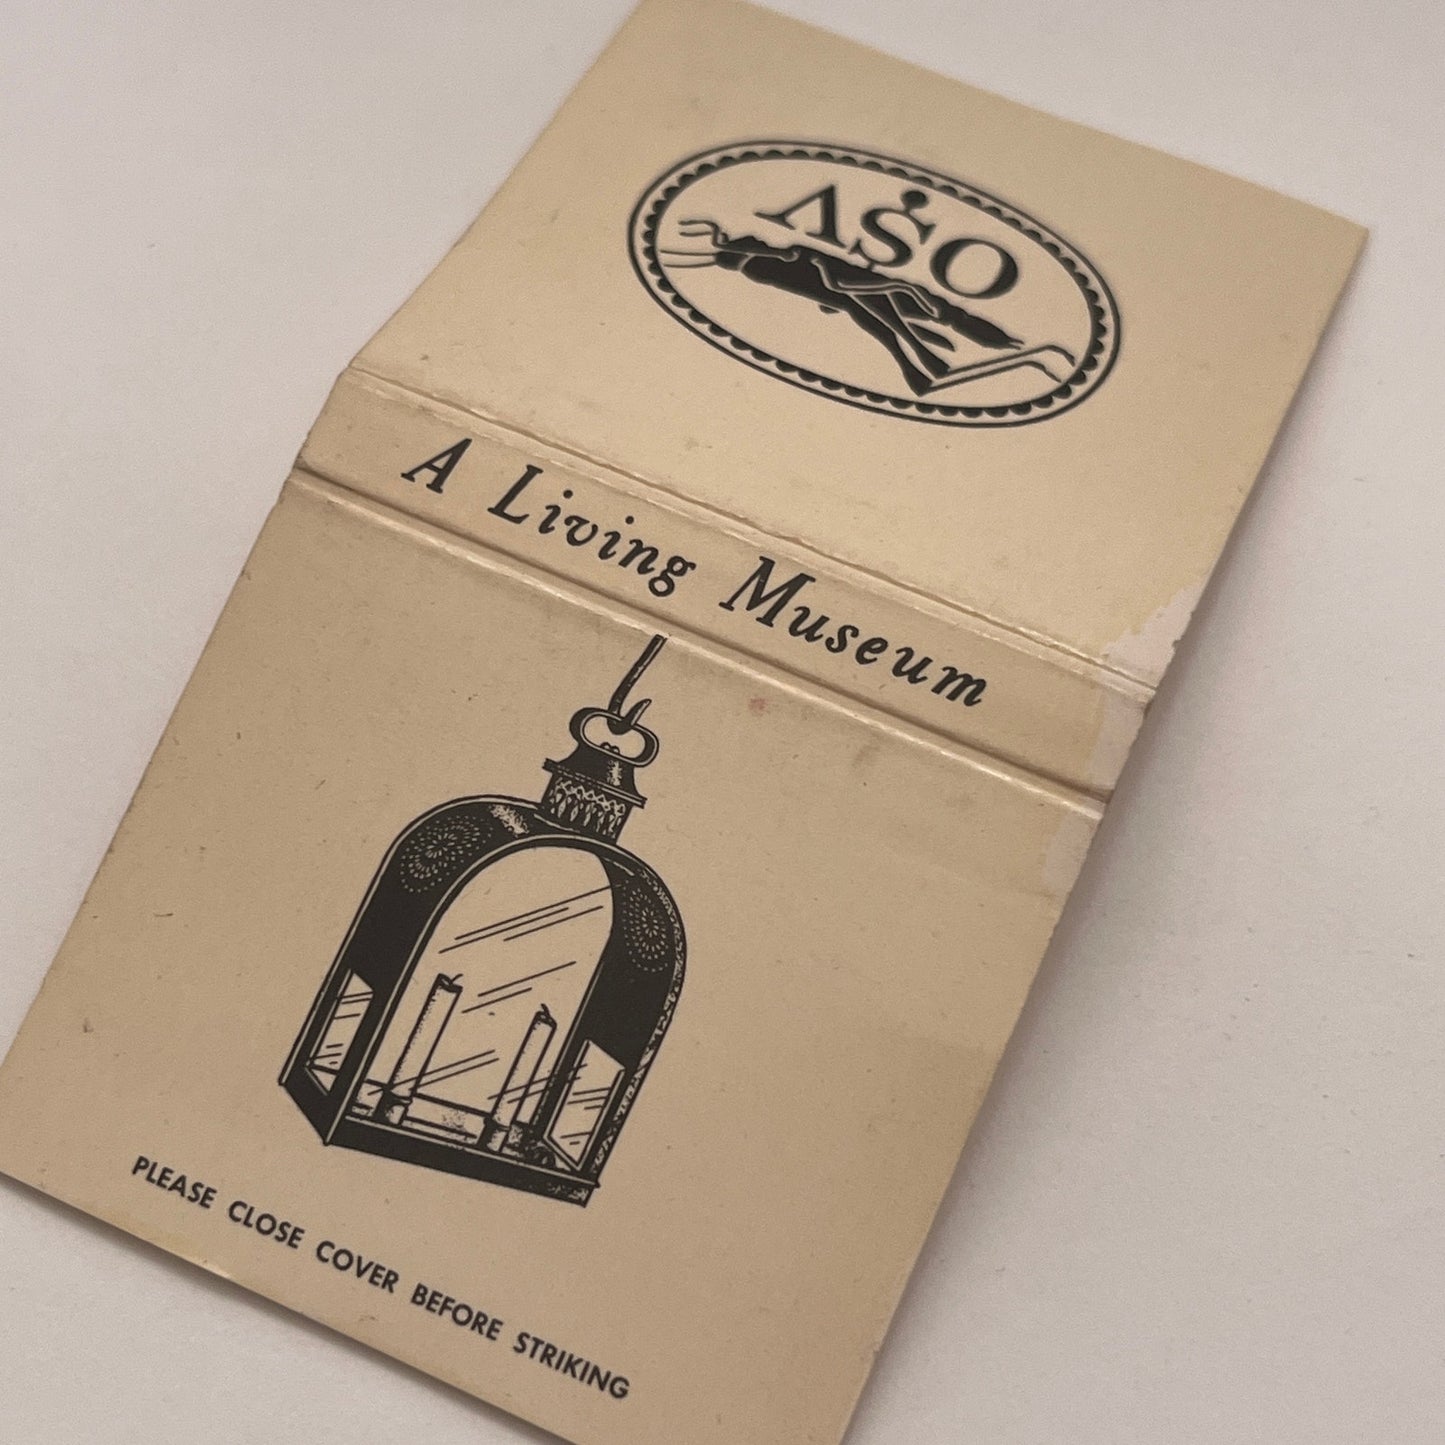 ASO
A Living Museum
PLEASE CLOSE COVER BEFORE STRIKING